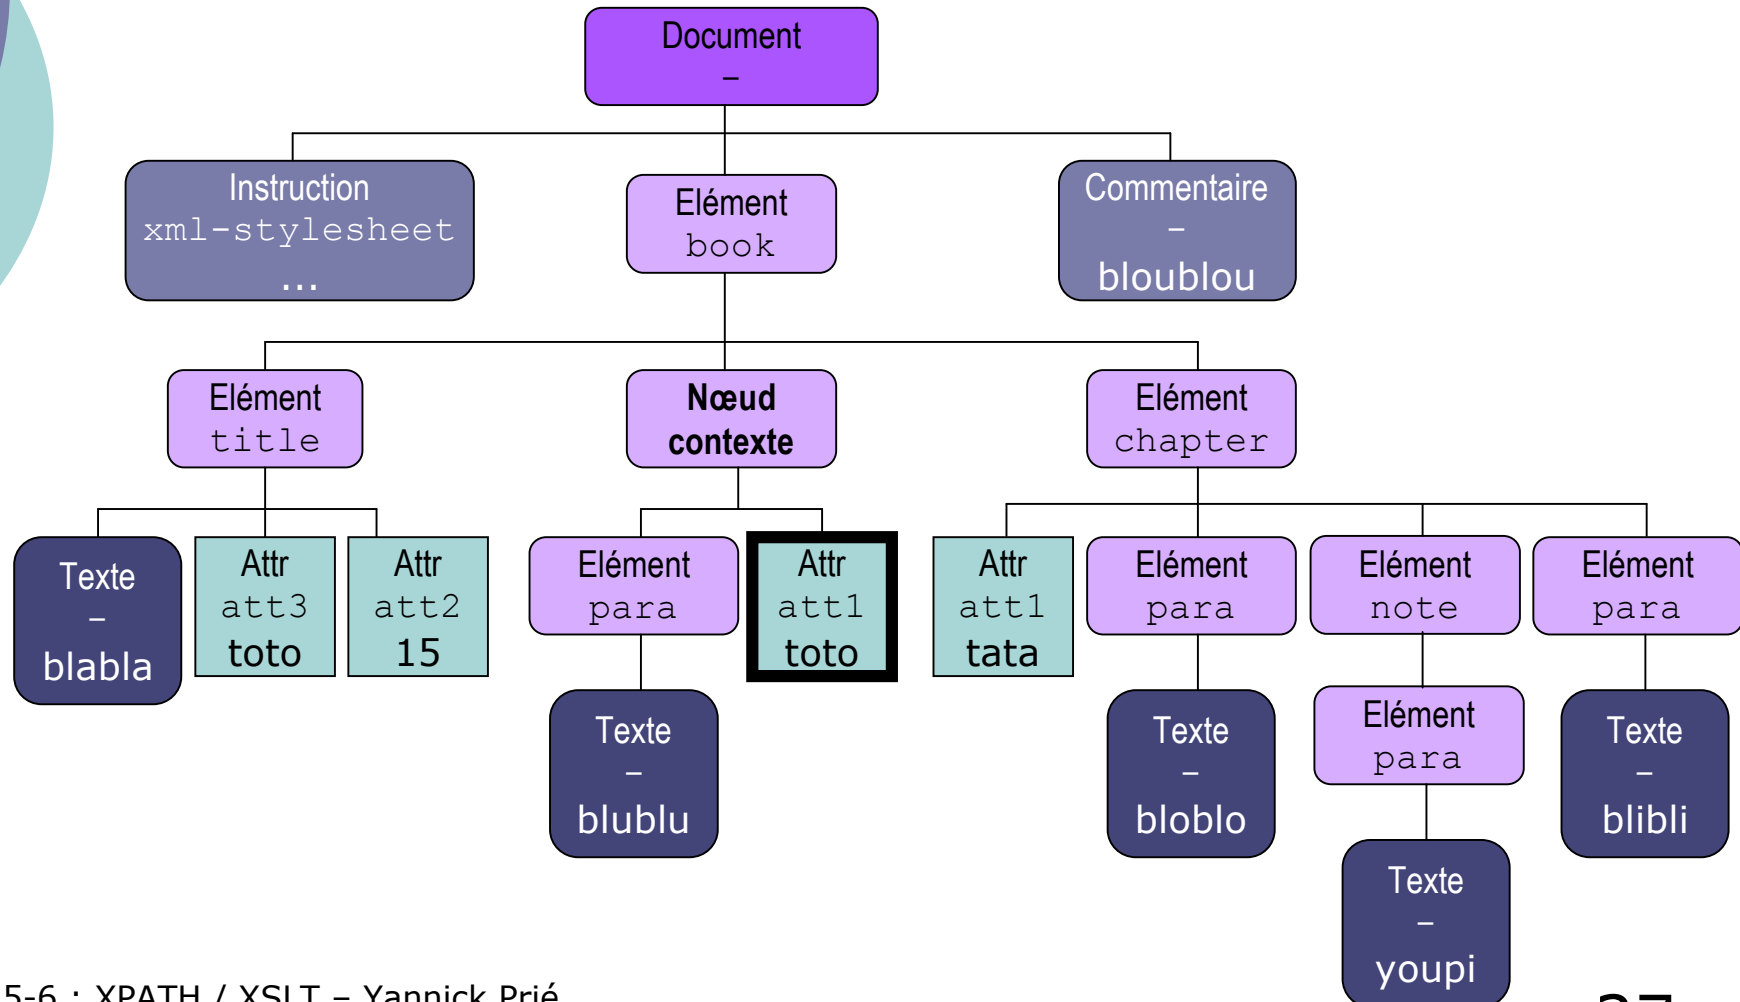 Document
–
Instruction
xml-stylesheet
...
Elément
book
Commentaire
–
bloublou
Elément
title
Nœud
contexte
Elément
chapter
Texte
–
blabla
Attr
att3
toto
Attr
att2
15
Elément
para
Attr
att1
toto
Attr
att1
tata
Elément
para
Elément
note
Elément
para
Texte
–
blublu
Texte
–
bloblo
Elément
para
Texte
–
blibli
Texte
–
youpi
5-6 : XPATH / XSLT – Yannick Prié